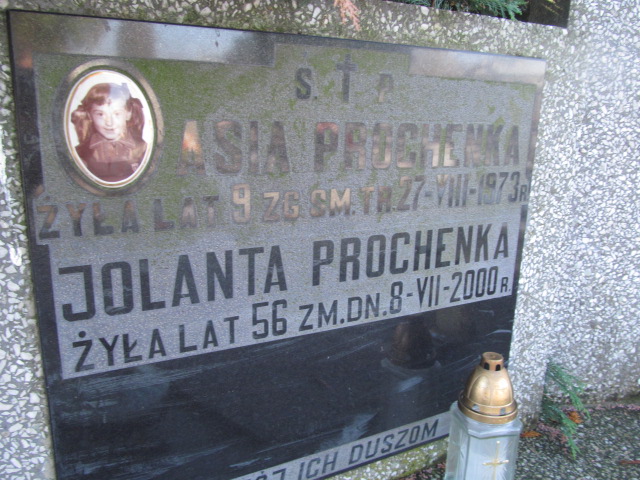 Ś. † P.
ASIA PROCHENKA
ŻYŁA LAT 9 ZG. ŚM. TR. 27-VIII-1973R.
JOLANTA PROCHENKA
ŻYŁA LAT 56 ZM. DN. 8-VII-2000 R.
ICH DUSZOM